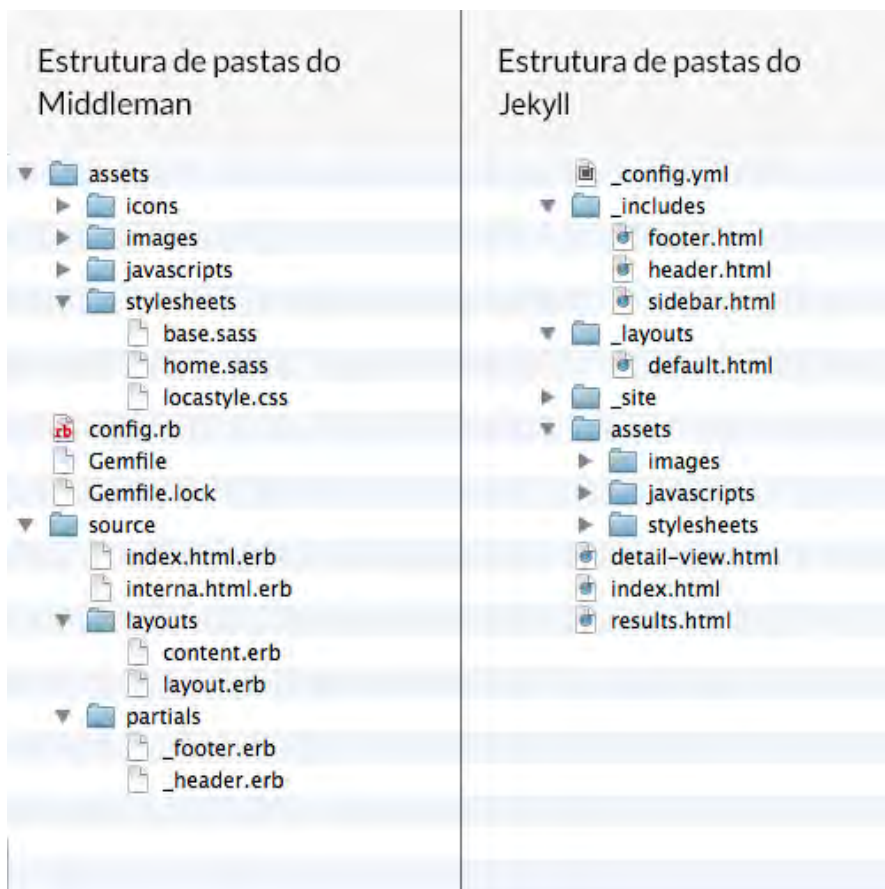 Estrutura de pastas do
Middleman
assets
icons
images
javascripts
stylesheets
base.sass
home.sass
locastyle.css
rb config.rb
Gemfile
Gemfile.lock
source
index.html.erb
interna.html.erb
layouts
content.erb
layout.erb
partials
_footer.erb
_header.erb
Estrutura de pastas do
Jekyll
_config.yml
_includes
footer.html
header.html
sidebar.html
_layouts
default.html
_site
assets
images
javascripts
stylesheets
detail-view.html
index.html
results.html